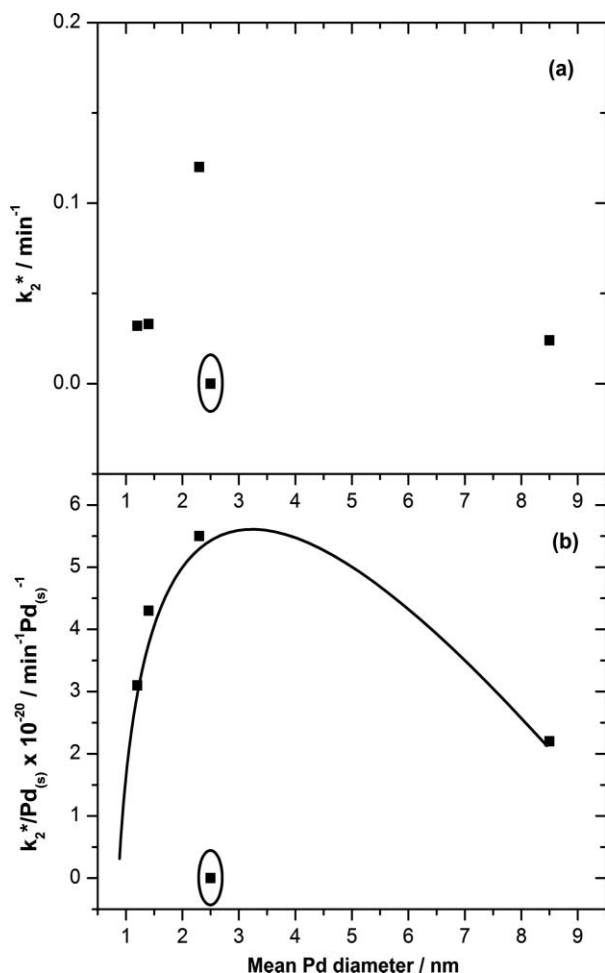 0.2
(a)
0.1
k₂* / min⁻¹
0.0
1 2 3 4 5 6 7 8 9
6
(b)
5
4
3
2
1
0
k₂*/Pd₍ₛ₎ x 10⁻²⁰ / min⁻¹Pd₍ₛ₎⁻¹
1 2 3 4 5 6 7 8 9
Mean Pd diameter / nm